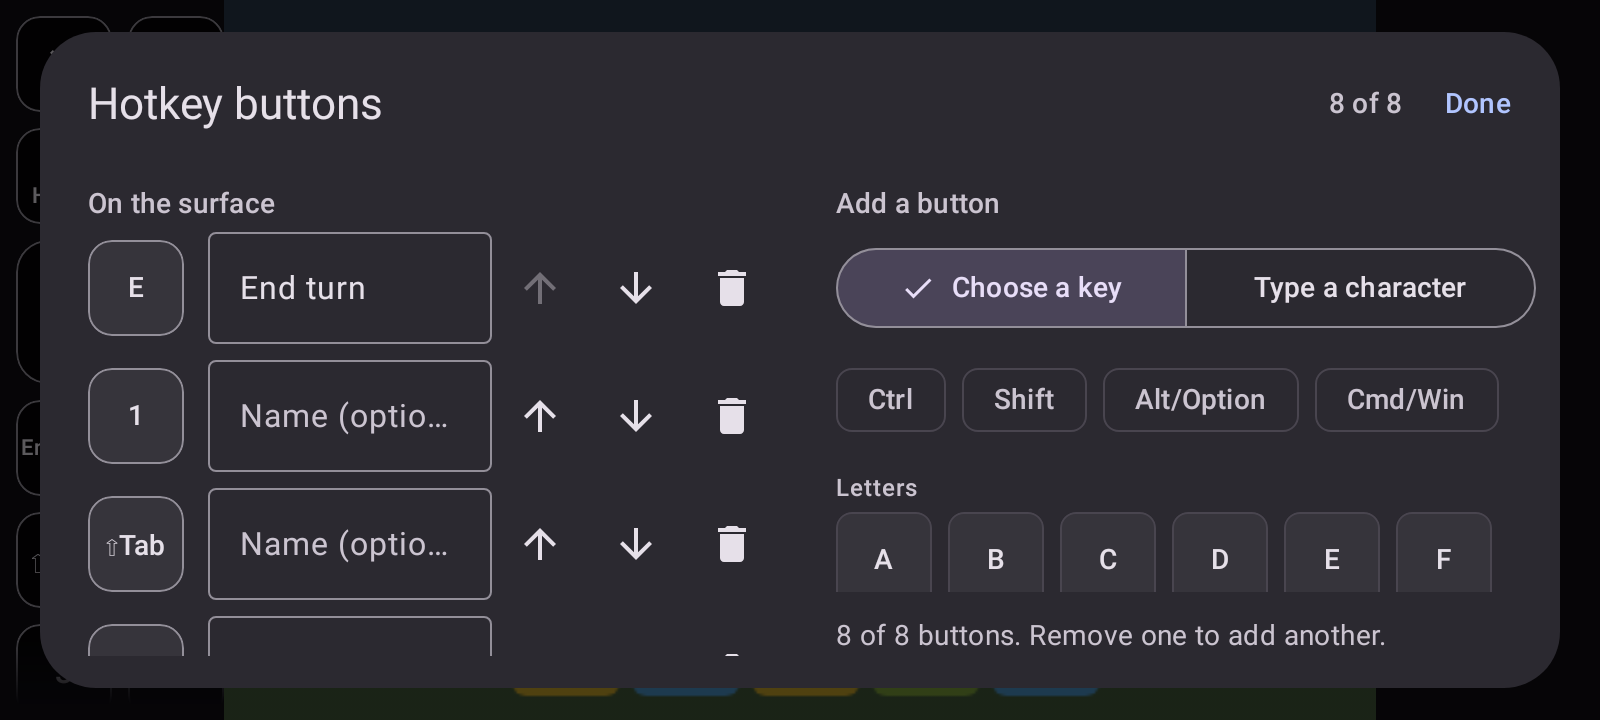 Hotkey buttons
8 of 8
Done
On the surface
E
End turn
1
Name (optio...
⇧Tab
Name (optio...
Add a button
Choose a key
Type a character
Ctrl
Shift
Alt/Option
Cmd/Win
Letters
A
B
C
D
E
F
8 of 8 buttons. Remove one to add another.